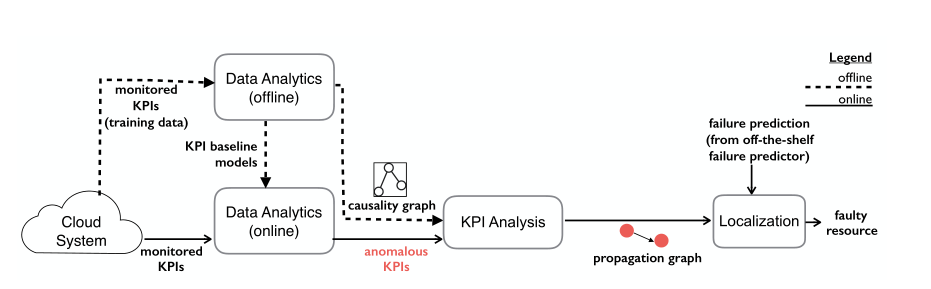 Legend
offline
online
monitored
KPIs
(training data)
Data Analytics
(offline)
KPI baseline
models
causality graph
Cloud
System
monitored
KPIs
Data Analytics
(online)
anomalous
KPIs
KPI Analysis
propagation graph
failure prediction
(from off-the-shelf
failure predictor)
Localization
faulty
resource